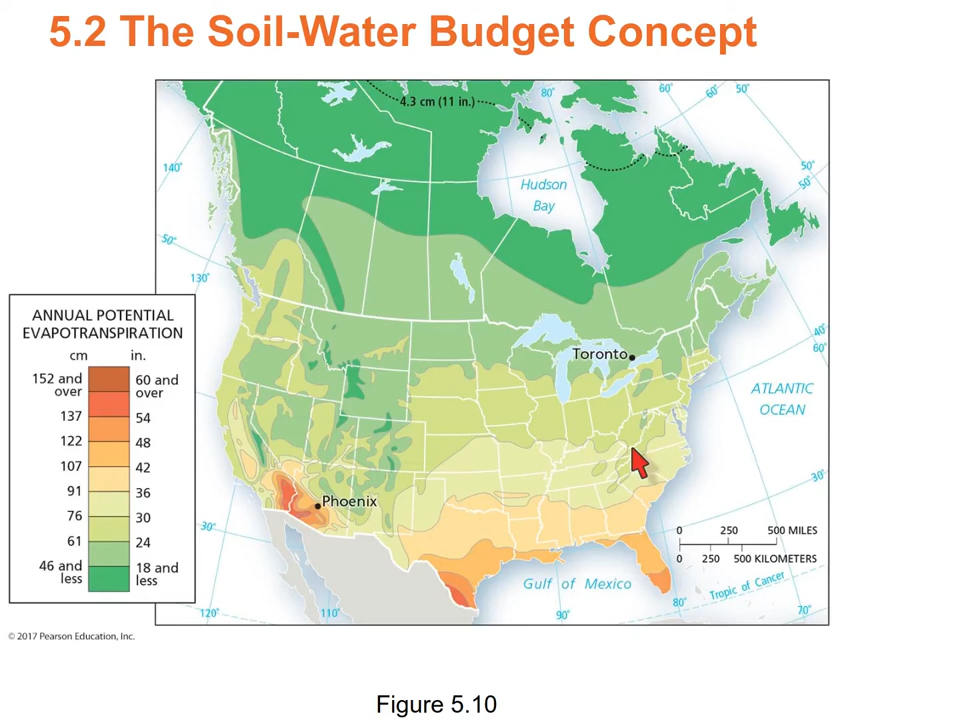 5.2 The Soil-Water Budget Concept
4.3 cm (11 in.)
80°
60°
60°
50°
140°
Hudson
Bay
50°
50°
50°
130°
ANNUAL POTENTIAL
EVAPOTRANSPIRATION
cm in.
152 and
over
60 and
over
137 54
122 48
107 42
91 36
76 30
61 24
46 and
less
18 and
less
Toronto
40°
60°
ATLANTIC
OCEAN
30°
Phoenix
30°
0 250 500 MILES
0 250 500 KILOMETERS
Gulf of Mexico
Tropic of Cancer
120°
110°
90°
80°
70°
© 2017 Pearson Education, Inc.
Figure 5.10